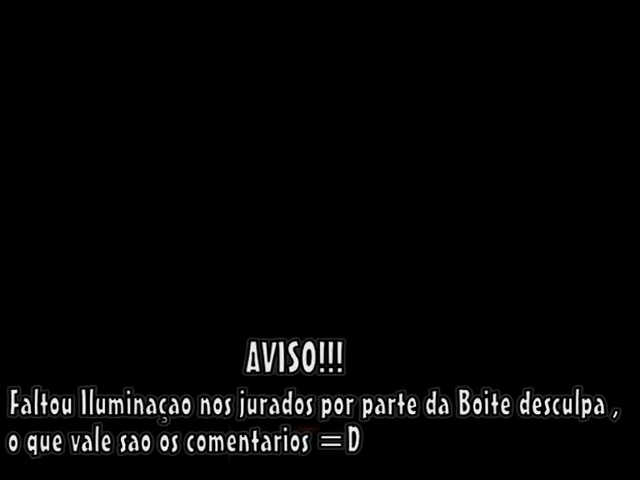 AVISO!!!
Faltou Iluminaçao nos jurados por parte da Boite desculpa ,
o que vale sao os comentarios =D